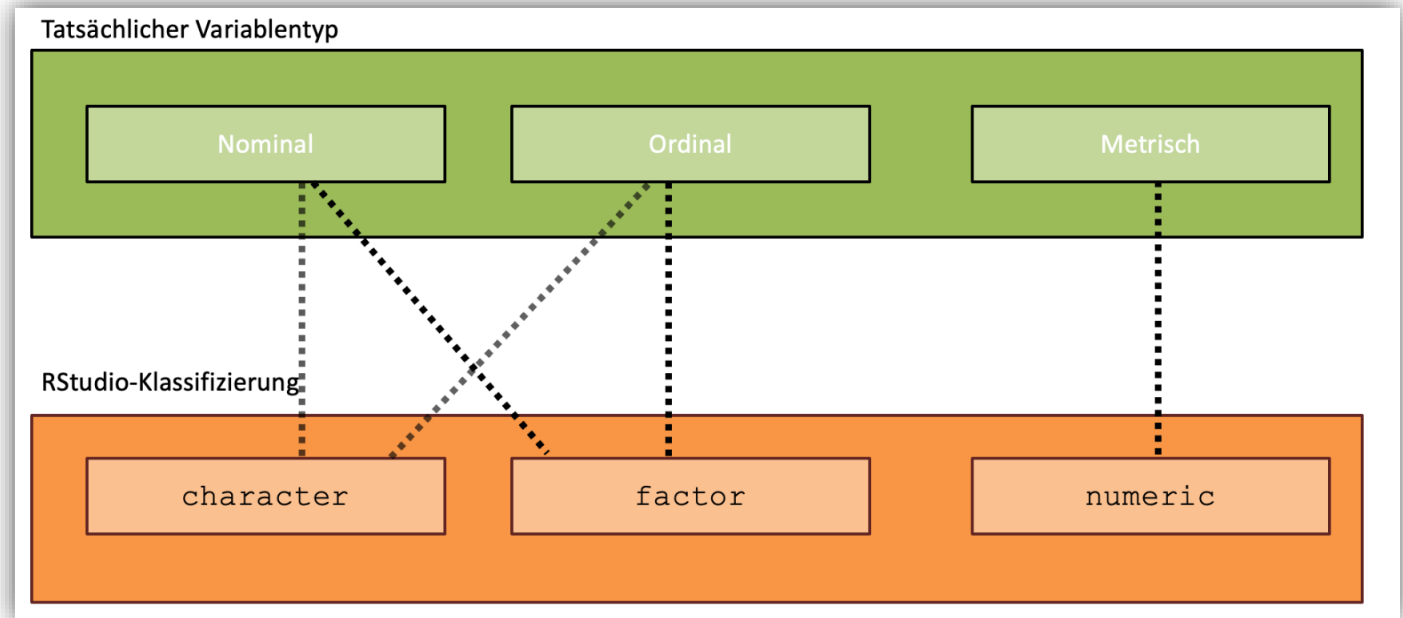 Tatsächlicher Variablentyp
Nominal
Ordinal
Metrisch
RStudio-Klassifizierung
character
factor
numeric